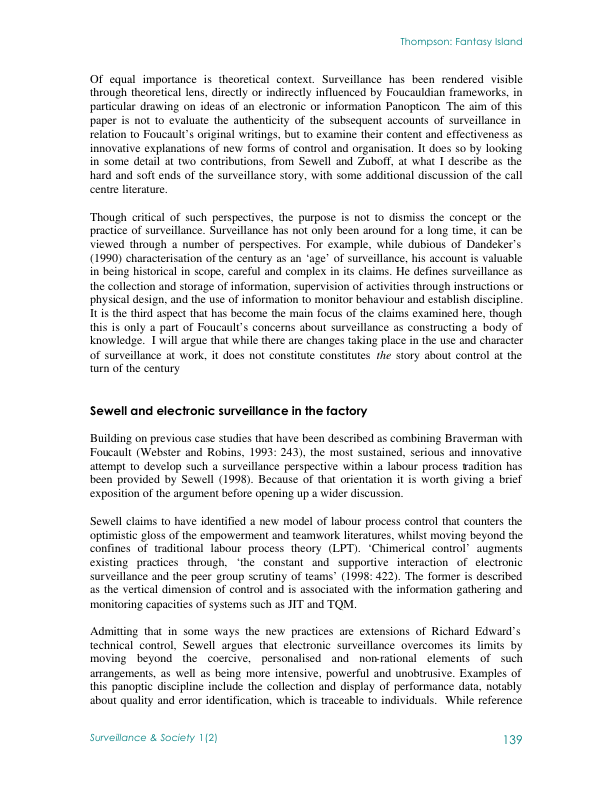 Thompson: Fantasy Island
Of equal importance is theoretical context. Surveillance has been rendered visible
through theoretical lens, directly or indirectly influenced by Foucauldian frameworks, in
particular drawing on ideas of an electronic or information Panopticon. The aim of this
paper is not to evaluate the authenticity of the subsequent accounts of surveillance in
relation to Foucault's original writings, but to examine their content and effectiveness as
innovative explanations of new forms of control and organisation. It does so by looking
in some detail at two contributions, from Sewell and Zuboff, at what I describe as the
hard and soft ends of the surveillance story, with some additional discussion of the call
centre literature.
Though critical of such perspectives, the purpose is not to dismiss the concept or the
practice of surveillance. Surveillance has not only been around for a long time, it can be
viewed through a number of perspectives. For example, while dubious of Dandeker's
(1990) characterisation of the century as an 'age' of surveillance, his account is valuable
in being historical in scope, careful and complex in its claims. He defines surveillance as
the collection and storage of information, supervision of activities through instructions or
physical design, and the use of information to monitor behaviour and establish discipline.
It is the third aspect that has become the main focus of the claims examined here, though
this is only a part of Foucault's concerns about surveillance as constructing a body of
knowledge. I will argue that while there are changes taking place in the use and character
of surveillance at work, it does not constitute constitutes the story about control at the
turn of the century
Sewell and electronic surveillance in the factory
Building on previous case studies that have been described as combining Braverman with
Foucault (Webster and Robins, 1993: 243), the most sustained, serious and innovative
attempt to develop such a surveillance perspective within a labour process tradition has
been provided by Sewell (1998). Because of that orientation it is worth giving a brief
exposition of the argument before opening up a wider discussion.
Sewell claims to have identified a new model of labour process control that counters the
optimistic gloss of the empowerment and teamwork literatures, whilst moving beyond the
confines of traditional labour process theory (LPT). 'Chimerical control' augments
existing practices through, 'the constant and supportive interaction of electronic
surveillance and the peer group scrutiny of teams' (1998: 422). The former is described
as the vertical dimension of control and is associated with the information gathering and
monitoring capacities of systems such as JIT and TQM.
Admitting that in some ways the new practices are extensions of Richard Edward's
technical control, Sewell argues that electronic surveillance overcomes its limits by
moving beyond the coercive, personalised and non-rational elements of such
arrangements, as well as being more intensive, powerful and unobtrusive. Examples of
this panoptic discipline include the collection and display of performance data, notably
about quality and error identification, which is traceable to individuals. While reference
Surveillance & Society 1(2)
139